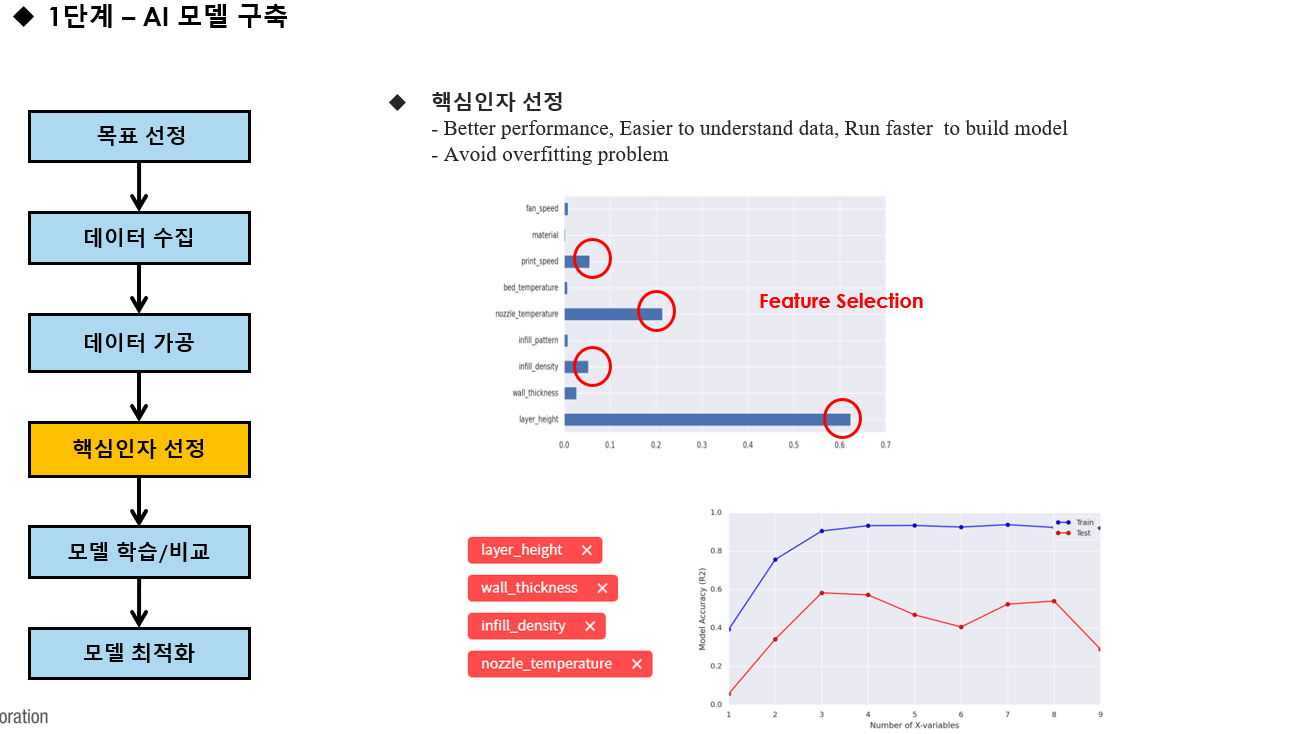 ◆ 1단계 – AI 모델 구축
목표 선정
데이터 수집
데이터 가공
핵심인자 선정
모델 학습/비교
모델 최적화
◆ 핵심인자 선정
- Better performance, Easier to understand data, Run faster to build model
- Avoid overfitting problem
fan_speed
material
print_speed
bed_temperature
nozzle_temperature
infill_pattern
infill_density
wall_thickness
layer_height
0.0 0.1 0.2 0.3 0.4 0.5 0.6 0.7
Feature Selection
layer_height ×
wall_thickness ×
infill_density ×
nozzle_temperature ×
Model Accuracy (R2)
1.0
0.8
0.6
0.4
0.2
0.0
Train
Test
1 2 3 4 5 6 7 8 9
Number of X-variables
oration